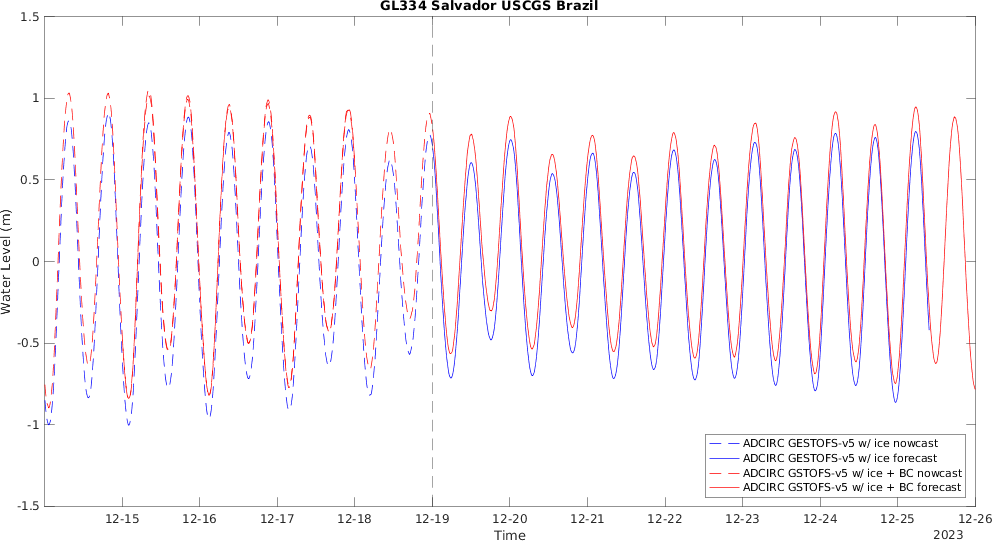 GL334 Salvador USCGS Brazil
1.5
1
0.5
0
-0.5
-1
-1.5
Water Level (m)
ADCIRC GESTOFS-v5 w/ ice nowcast
ADCIRC GESTOFS-v5 w/ ice forecast
ADCIRC GSTOFS-v5 w/ ice + BC nowcast
ADCIRC GSTOFS-v5 w/ ice + BC forecast
12-15 12-16 12-17 12-18 12-19 12-20 12-21 12-22 12-23 12-24 12-25 12-26
Time
2023